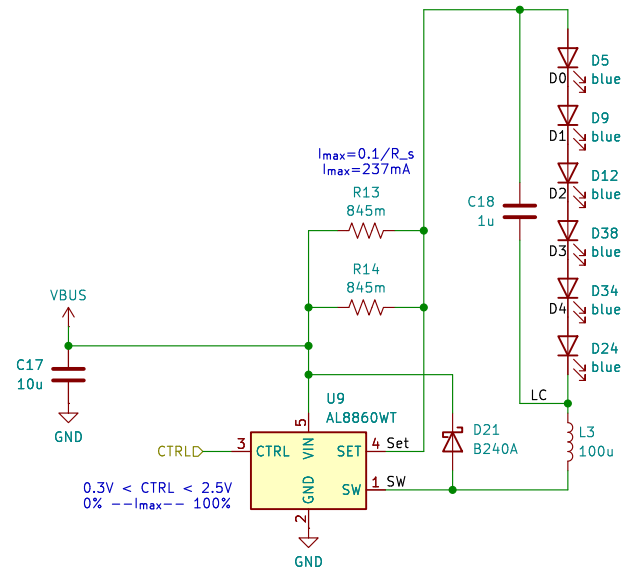 D5
D0
blue
D9
D1
blue
Imax=0.1/R_s
Imax=237mA
D12
D2
blue
R13
845m
C18
1u
D38
D3
blue
R14
845m
VBUS
D34
D4
blue
C17
10u
D24
blue
LC
GND
U9
AL8860WT
5
D21
B240A
L3
100u
CTRL
3
CTRL
VIN
SET
4
Set
GND
SW
1
SW
0.3V < CTRL < 2.5V
0% --Imax-- 100%
2
GND